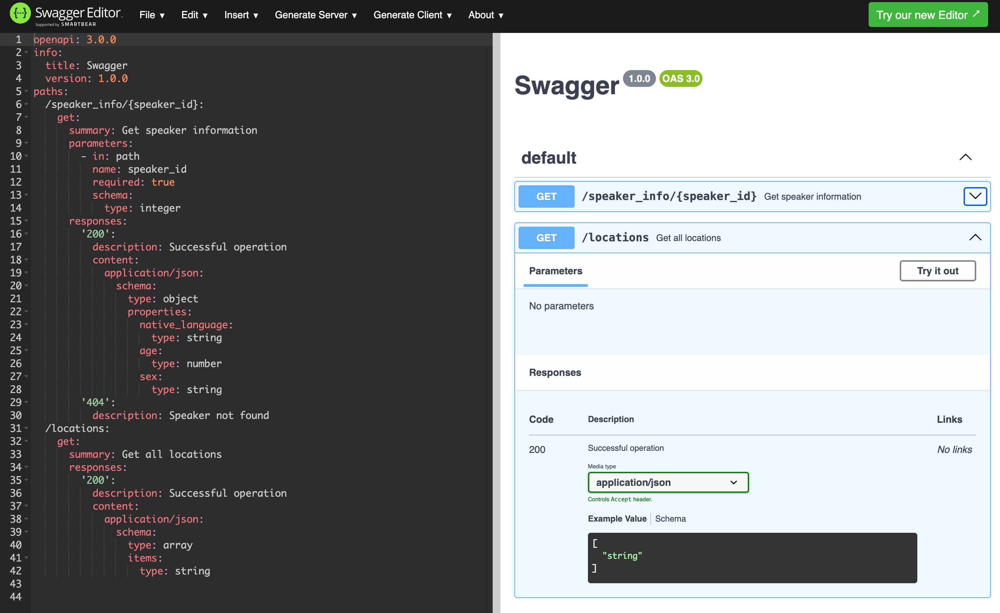 Swagger Editor
Supported by SMARTBEAR
File ▼ Edit ▼ Insert ▼ Generate Server ▼ Generate Client ▼ About ▼
Try our new Editor ↗
1 openapi: 3.0.0
2 info:
3   title: Swagger
4   version: 1.0.0
5 paths:
6   /speaker_info/{speaker_id}:
7     get:
8       summary: Get speaker information
9       parameters:
10         - in: path
11           name: speaker_id
12           required: true
13           schema:
14             type: integer
15       responses:
16         '200':
17           description: Successful operation
18           content:
19             application/json:
20               schema:
21                 type: object
22                 properties:
23                   native_language:
24                     type: string
25                   age:
26                     type: number
27                   sex:
28                     type: string
29         '404':
30           description: Speaker not found
31   /locations:
32     get:
33       summary: Get all locations
34       responses:
35         '200':
36           description: Successful operation
37           content:
38             application/json:
39               schema:
40                 type: array
41                 items:
42                   type: string
43
44
Swagger 1.0.0 OAS 3.0
default
GET /speaker_info/{speaker_id} Get speaker information
GET /locations Get all locations
Parameters
Try it out
No parameters
Responses
Code Description Links
200 Successful operation No links
Media type
application/json
Controls Accept header.
Example Value | Schema
[
  "string"
]